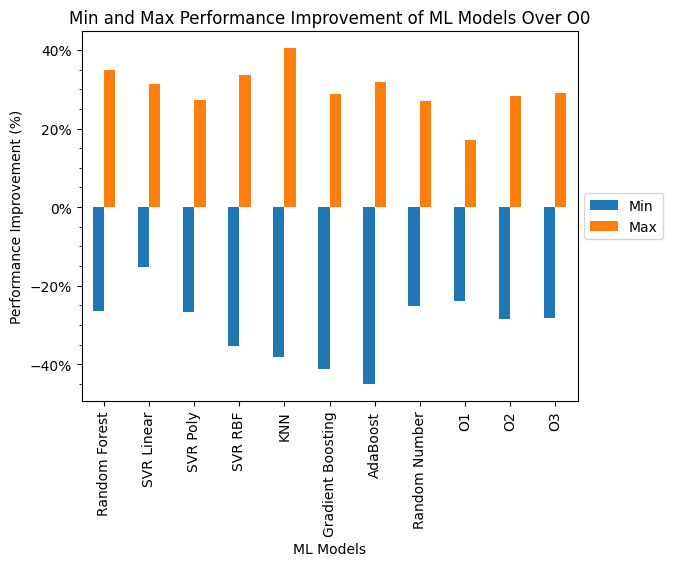 Min and Max Performance Improvement of ML Models Over O0
Performance Improvement (%)
40%
20%
0%
−20%
−40%
Random Forest
SVR Linear
SVR Poly
SVR RBF
KNN
Gradient Boosting
AdaBoost
Random Number
O1
O2
O3
ML Models
Min
Max